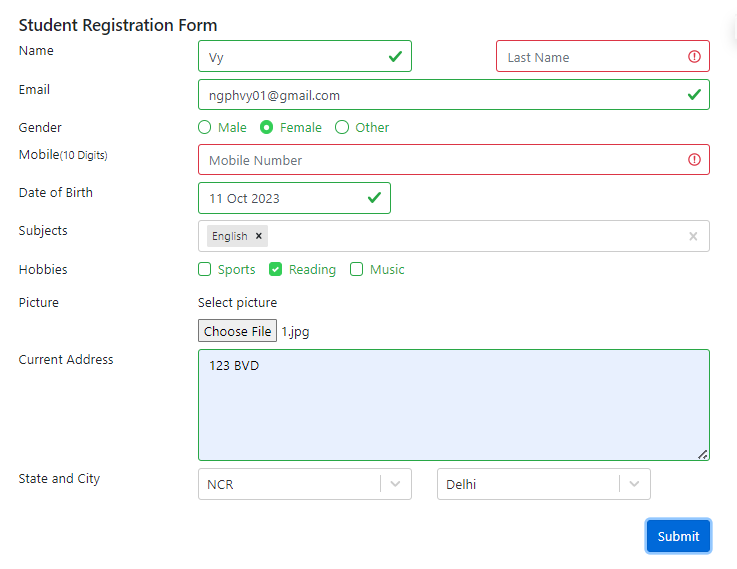 Student Registration Form
Name Vy Last Name
Email ngphvy01@gmail.com
Gender Male Female Other
Mobile(10 Digits) Mobile Number
Date of Birth 11 Oct 2023
Subjects English
Hobbies Sports Reading Music
Picture Select picture
Choose File 1.jpg
Current Address 123 BVD
State and City NCR Delhi
Submit